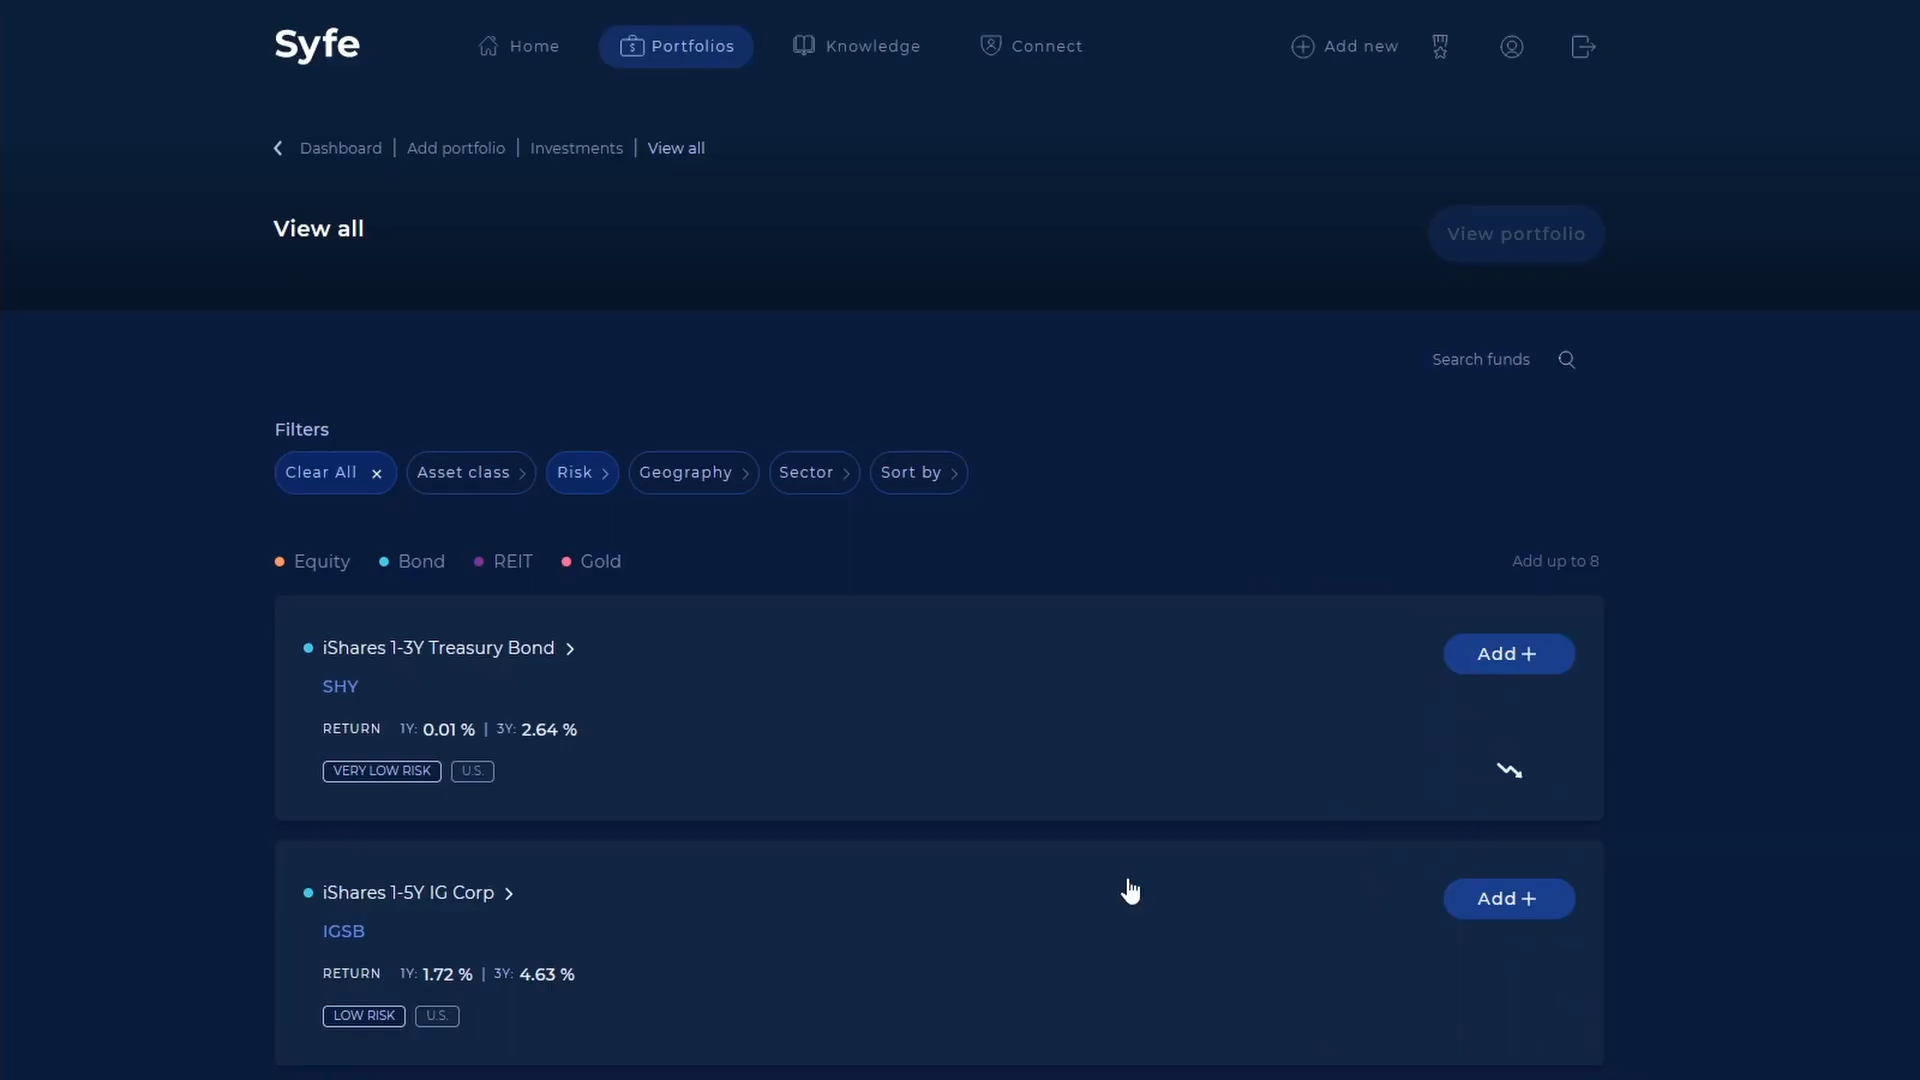 Syfe
Home
Portfolios
Knowledge
Connect
Add new
Dashboard | Add portfolio | Investments | View all
View all
View portfolio
Search funds
Filters
Clear All ×
Asset class
Risk
Geography
Sector
Sort by
Equity
Bond
REIT
Gold
Add up to 8
iShares 1-3Y Treasury Bond
Add +
SHY
RETURN 1Y: 0.01 % | 3Y: 2.64 %
VERY LOW RISK
U.S.
iShares 1-5Y IG Corp
Add +
IGSB
RETURN 1Y: 1.72 % | 3Y: 4.63 %
LOW RISK
U.S.